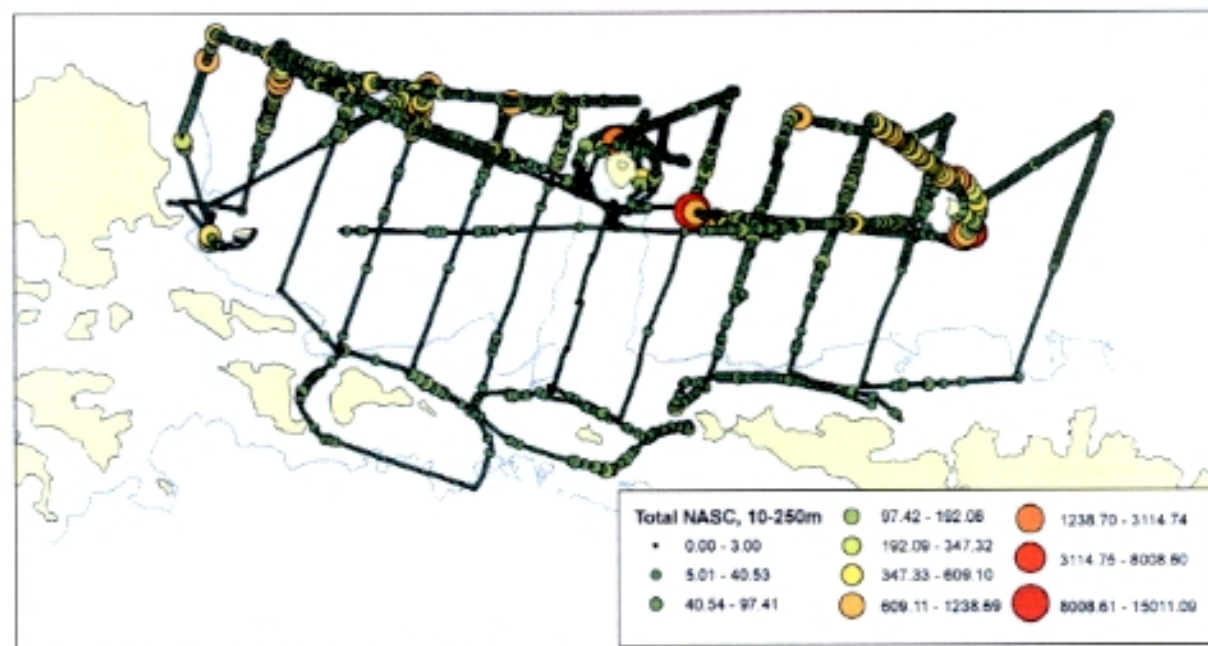 Total NASC, 10-250m
0.00 - 3.00
5.01 - 40.53
40.54 - 97.41
97.42 - 192.08
192.09 - 347.32
347.33 - 609.10
609.11 - 1238.69
1238.70 - 3114.74
3114.75 - 8008.60
8008.61 - 15011.09